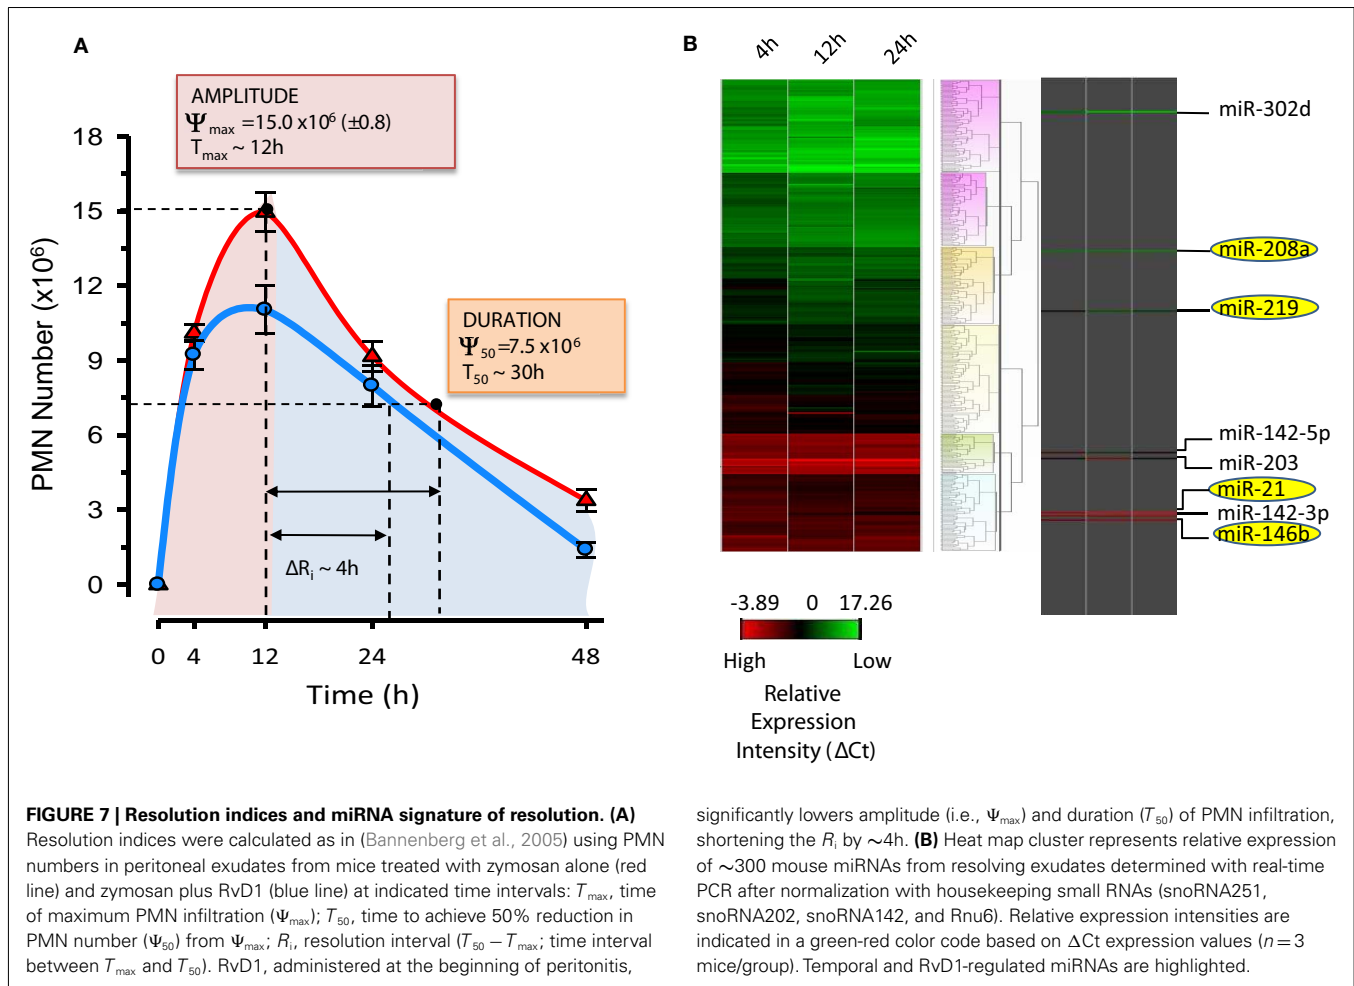 A
AMPLITUDE
Ψmax =15.0 x10⁶ (±0.8)
Tmax ~ 12h
18
15
12
9
6
3
0
PMN Number (x10⁶)
DURATION
Ψ50 =7.5 x10⁶
T50 ~ 30h
ΔRi ~ 4h
0 4 12 24 48
Time (h)
B
4h 12h 24h
miR-302d
miR-208a
miR-219
miR-142-5p
miR-203
miR-21
miR-142-3p
miR-146b
-3.89 0 17.26
High Low
Relative
Expression
Intensity (ΔCt)
FIGURE 7 | Resolution indices and miRNA signature of resolution. (A)
Resolution indices were calculated as in (Bannenberg et al., 2005) using PMN
numbers in peritoneal exudates from mice treated with zymosan alone (red
line) and zymosan plus RvD1 (blue line) at indicated time intervals: Tmax, time
of maximum PMN infiltration (Ψmax); T50, time to achieve 50% reduction in
PMN number (Ψ50) from Ψmax; Ri, resolution interval (T50 − Tmax; time interval
between Tmax and T50). RvD1, administered at the beginning of peritonitis,
significantly lowers amplitude (i.e., Ψmax) and duration (T50) of PMN infiltration,
shortening the Ri by ∼4h. (B) Heat map cluster represents relative expression
of ∼300 mouse miRNAs from resolving exudates determined with real-time
PCR after normalization with housekeeping small RNAs (snoRNA251,
snoRNA202, snoRNA142, and Rnu6). Relative expression intensities are
indicated in a green-red color code based on ΔCt expression values (n = 3
mice/group). Temporal and RvD1-regulated miRNAs are highlighted.